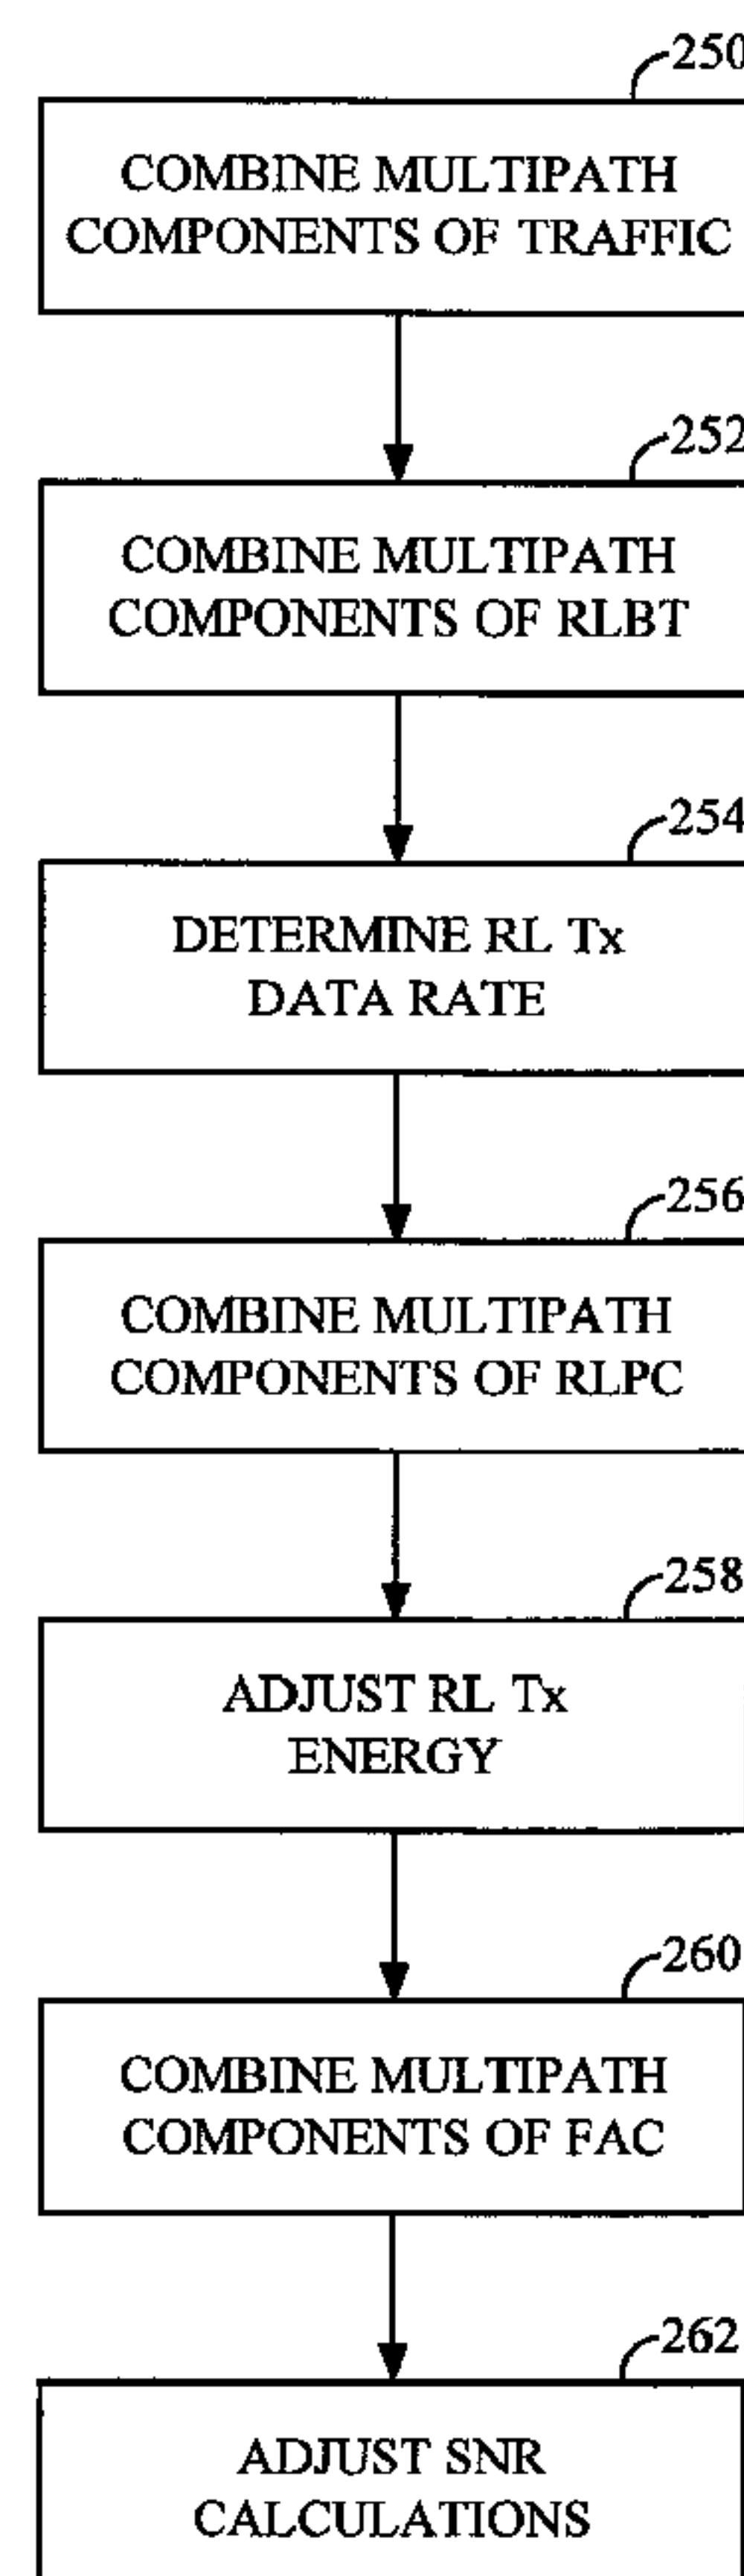 250
COMBINE MULTIPATH
COMPONENTS OF TRAFFIC
252
COMBINE MULTIPATH
COMPONENTS OF RLBT
254
DETERMINE RL Tx
DATA RATE
256
COMBINE MULTIPATH
COMPONENTS OF RLPC
258
ADJUST RL Tx
ENERGY
260
COMBINE MULTIPATH
COMPONENTS OF FAC
262
ADJUST SNR
CALCULATIONS